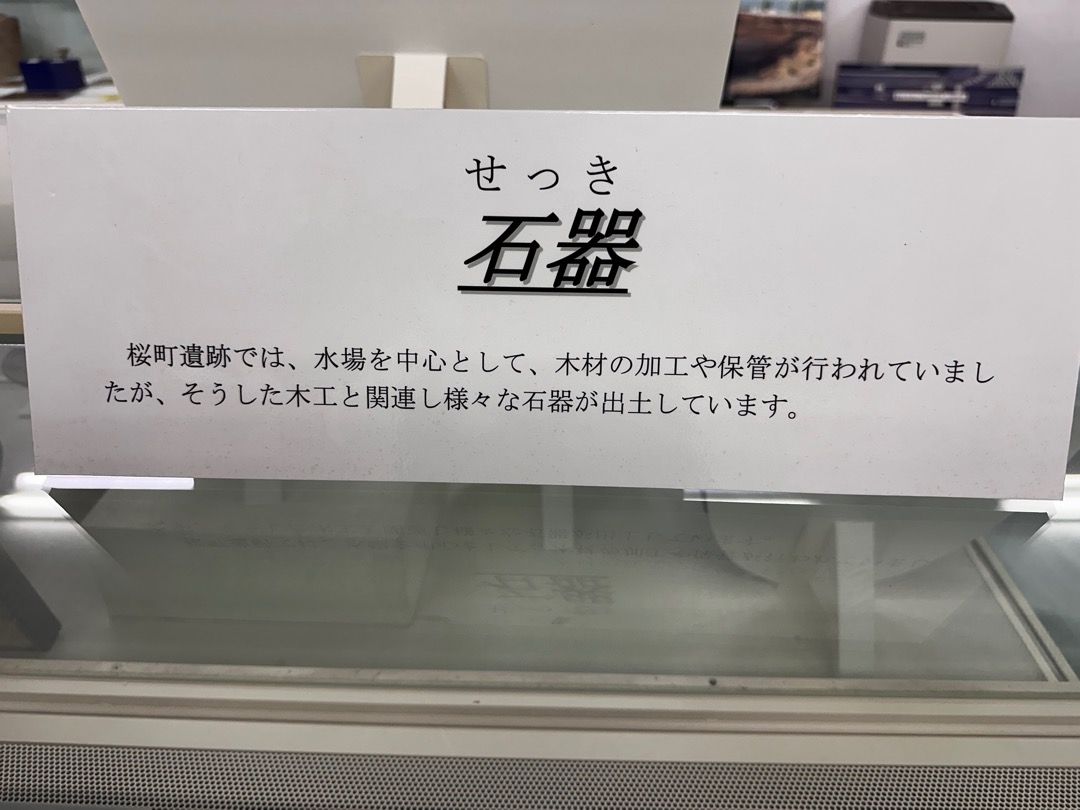 せっき
石器
桜町遺跡では、水場を中心として、木材の加工や保管が行われていまし
たが、そうした木工と関連し様々な石器が出土しています。